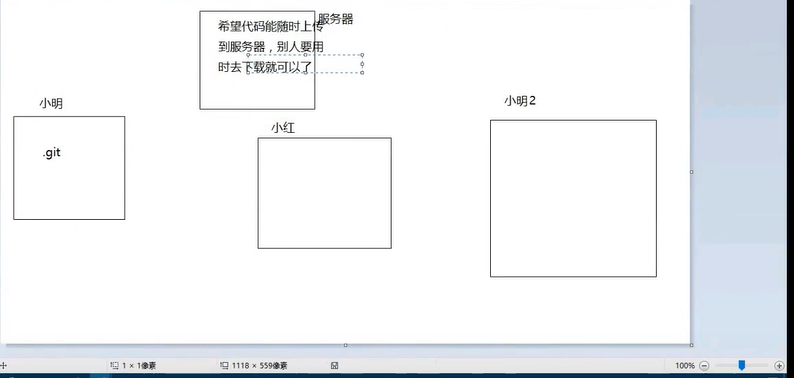 服务器
希望代码能随时上传
到服务器，别人要用
时去下载就可以了
小明
小明2
小红
.git
1 × 1像素
1118 × 559像素
100%